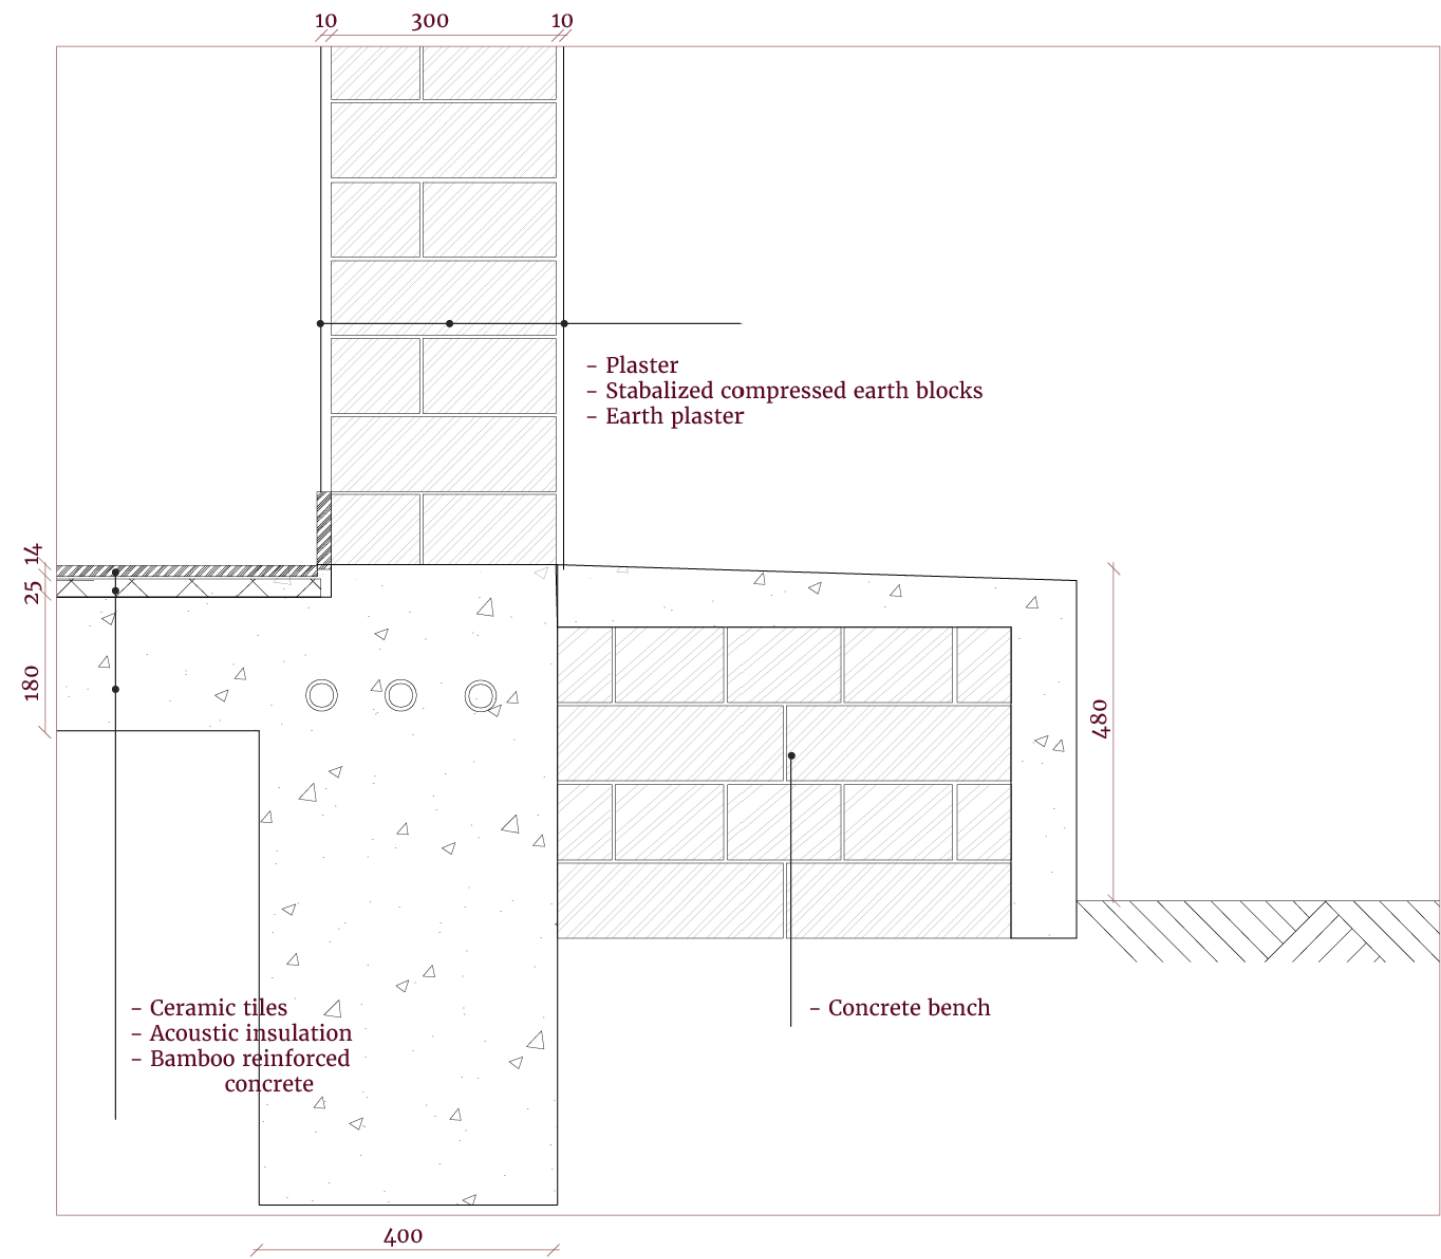 10 300 10
- Plaster
- Stabalized compressed earth blocks
- Earth plaster
14
25
180
480
- Ceramic tiles
- Acoustic insulation
- Bamboo reinforced
concrete
- Concrete bench
400